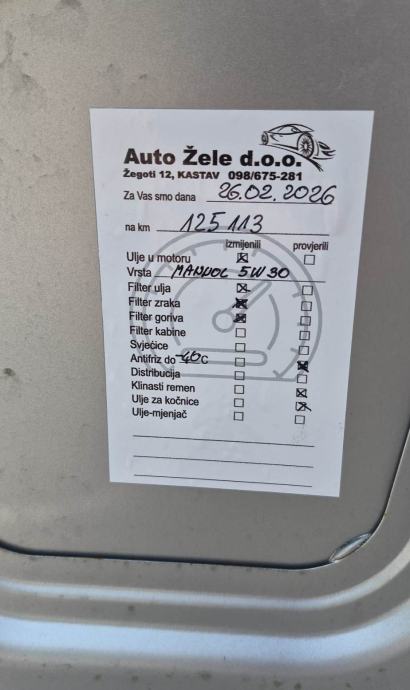 Auto Žele d.o.o.
Žegoti 12, KASTAV 098/675-281
Za Vas smo dana 26.02.2026
na km 125 113
izmijenili provjerili
Ulje u motoru
Vrsta MANNOL 5W30
Filter ulja
Filter zraka
Filter goriva
Filter kabine
Svjećice
Antifriz do -40 °C
Distribucija
Klinasti remen
Ulje za kočnice
Ulje-mjenjač